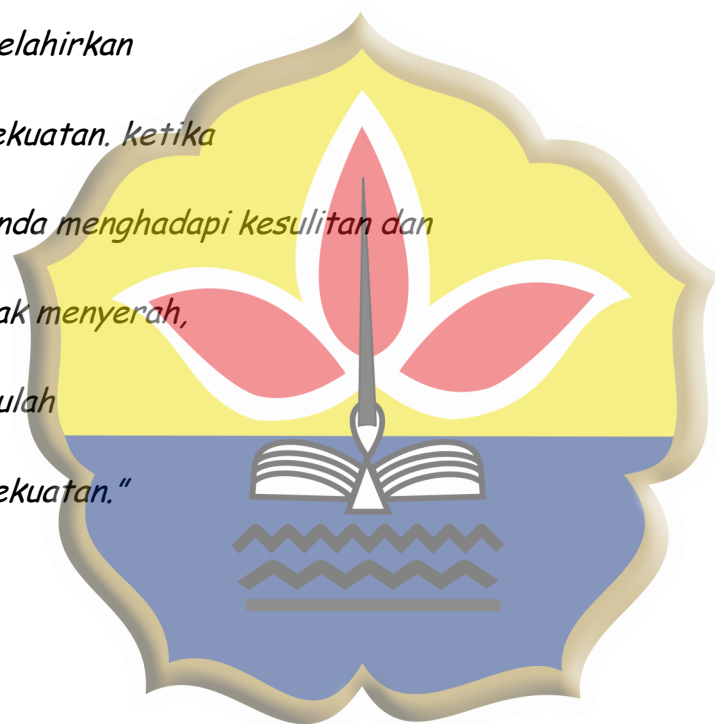 elahirkan
ekuatan. ketika
nda menghadapi kesulitan dan
ak menyerah,
ulah
ekuatan.”